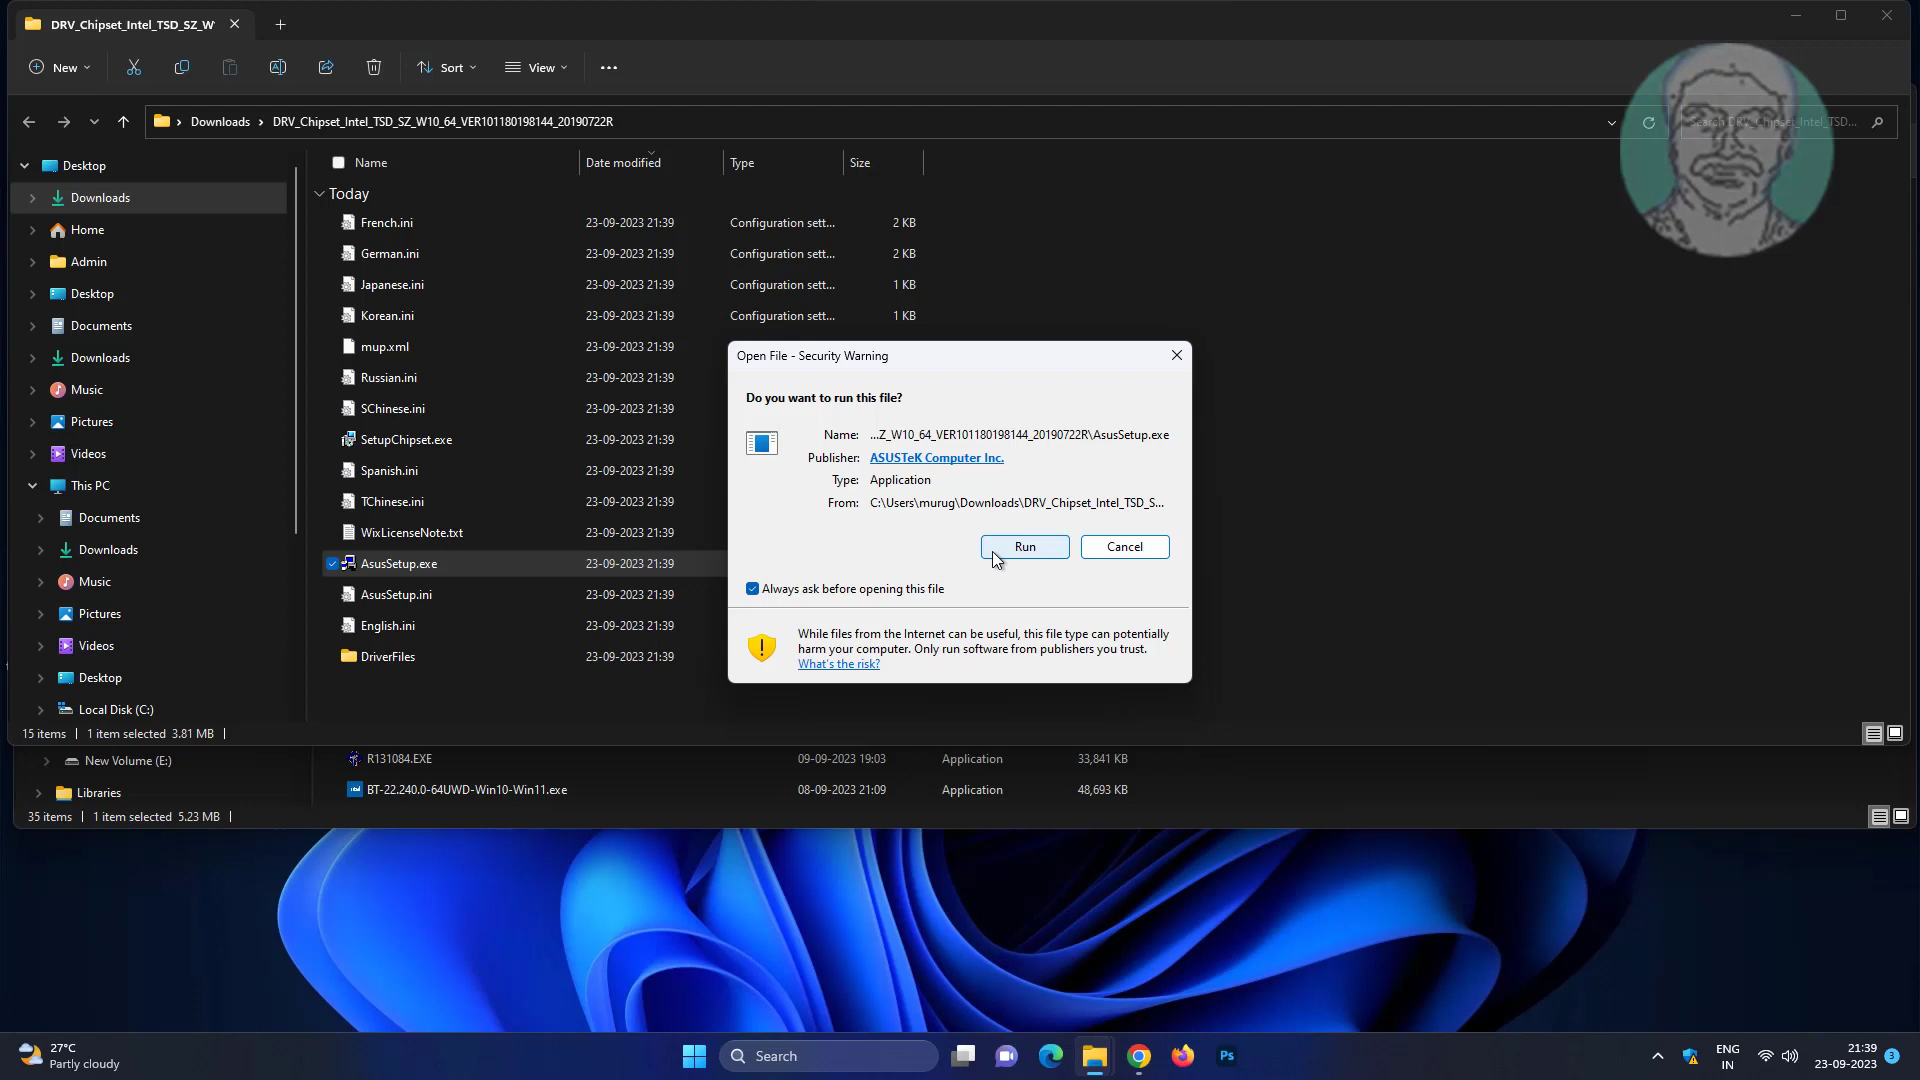 DRV_Chipset_Intel_TSD_SZ_W
New
Sort
View
Downloads
DRV_Chipset_Intel_TSD_SZ_W10_64_VER101180198144_20190722R
Search DRV_Chipset_Intel_TSD...
Desktop
Downloads
Home
Admin
Desktop
Documents
Downloads
Music
Pictures
Videos
This PC
Documents
Downloads
Music
Pictures
Videos
Desktop
Local Disk (C:)
Name
Date modified
Type
Size
Today
French.ini 23-09-2023 21:39 Configuration sett... 2 KB
German.ini 23-09-2023 21:39 Configuration sett... 2 KB
Japanese.ini 23-09-2023 21:39 Configuration sett... 1 KB
Korean.ini 23-09-2023 21:39 Configuration sett... 1 KB
mup.xml 23-09-2023 21:39
Russian.ini 23-09-2023 21:39
SChinese.ini 23-09-2023 21:39
SetupChipset.exe 23-09-2023 21:39
Spanish.ini 23-09-2023 21:39
TChinese.ini 23-09-2023 21:39
WixLicenseNote.txt 23-09-2023 21:39
AsusSetup.exe 23-09-2023 21:39
AsusSetup.ini 23-09-2023 21:39
English.ini 23-09-2023 21:39
DriverFiles 23-09-2023 21:39
15 items
1 item selected 3.81 MB
Open File - Security Warning
Do you want to run this file?
Name: ...Z_W10_64_VER101180198144_20190722R\AsusSetup.exe
Publisher: ASUSTeK Computer Inc.
Type: Application
From: C:\Users\murug\Downloads\DRV_Chipset_Intel_TSD_S...
Run
Cancel
Always ask before opening this file
While files from the Internet can be useful, this file type can potentially
harm your computer. Only run software from publishers you trust.
What's the risk?
New Volume (E:)
Libraries
R131084.EXE 09-09-2023 19:03 Application 33,841 KB
BT-22.240.0-64UWD-Win10-Win11.exe 08-09-2023 21:09 Application 48,693 KB
35 items
1 item selected 5.23 MB
27°C
Partly cloudy
Search
Ps
ENG
IN
21:39
23-09-2023
3